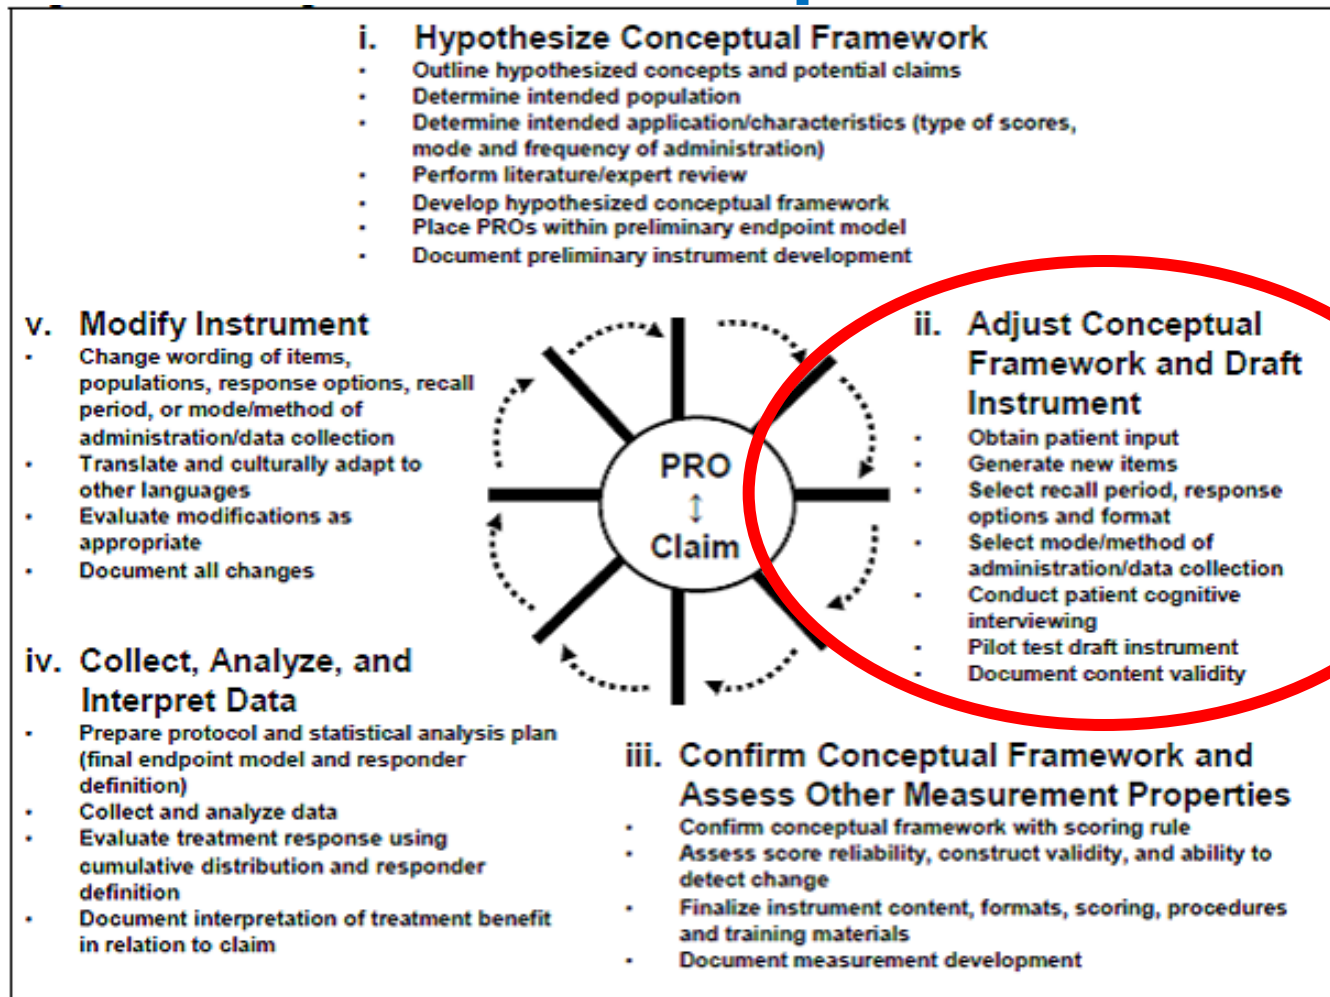 i. Hypothesize Conceptual Framework
· Outline hypothesized concepts and potential claims
· Determine intended population
· Determine intended application/characteristics (type of scores,
mode and frequency of administration)
· Perform literature/expert review
· Develop hypothesized conceptual framework
· Place PROs within preliminary endpoint model
· Document preliminary instrument development
ii. Adjust Conceptual
Framework and Draft
Instrument
· Obtain patient input
· Generate new items
· Select recall period, response
options and format
· Select mode/method of
administration/data collection
· Conduct patient cognitive
interviewing
· Pilot test draft instrument
· Document content validity
PRO
↕
Claim
v. Modify Instrument
· Change wording of items,
populations, response options, recall
period, or mode/method of
administration/data collection
· Translate and culturally adapt to
other languages
· Evaluate modifications as
appropriate
· Document all changes
iv. Collect, Analyze, and
Interpret Data
· Prepare protocol and statistical analysis plan
(final endpoint model and responder
definition)
· Collect and analyze data
· Evaluate treatment response using
cumulative distribution and responder
definition
· Document interpretation of treatment benefit
in relation to claim
iii. Confirm Conceptual Framework and
Assess Other Measurement Properties
· Confirm conceptual framework with scoring rule
· Assess score reliability, construct validity, and ability to
detect change
· Finalize instrument content, formats, scoring, procedures
and training materials
· Document measurement development